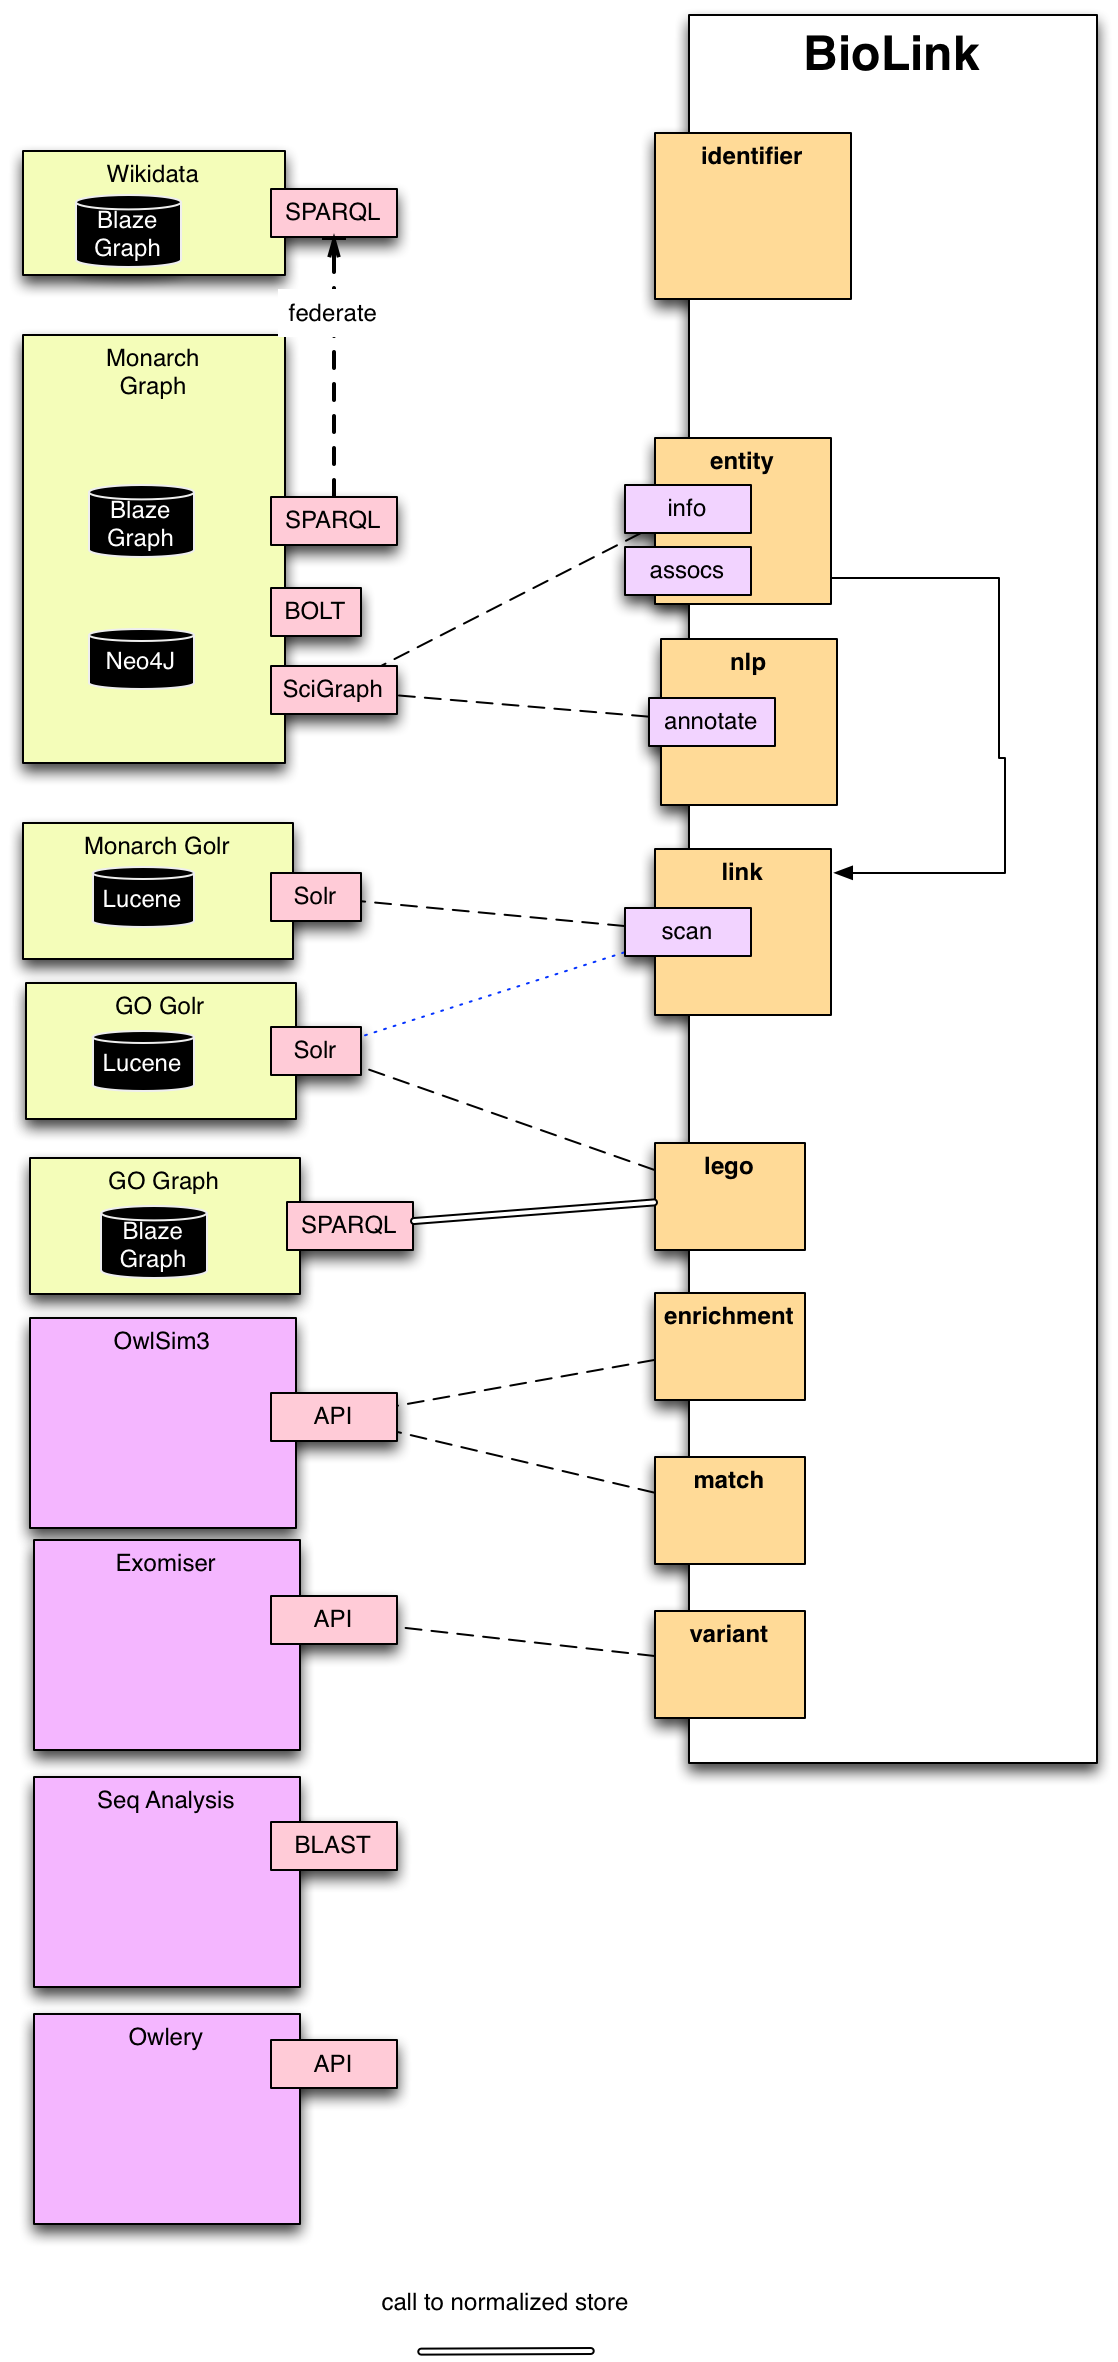 BioLink
identifier
Wikidata
SPARQL
Blaze
Graph
federate
Monarch
Graph
entity
info
Blaze
Graph
SPARQL
assocs
BOLT
Neo4J
nlp
SciGraph
annotate
Monarch Golr
link
Lucene
Solr
scan
GO Golr
Lucene
Solr
lego
GO Graph
SPARQL
Blaze
Graph
enrichment
OwlSim3
API
match
Exomiser
API
variant
Seq Analysis
BLAST
Owlery
API
call to normalized store